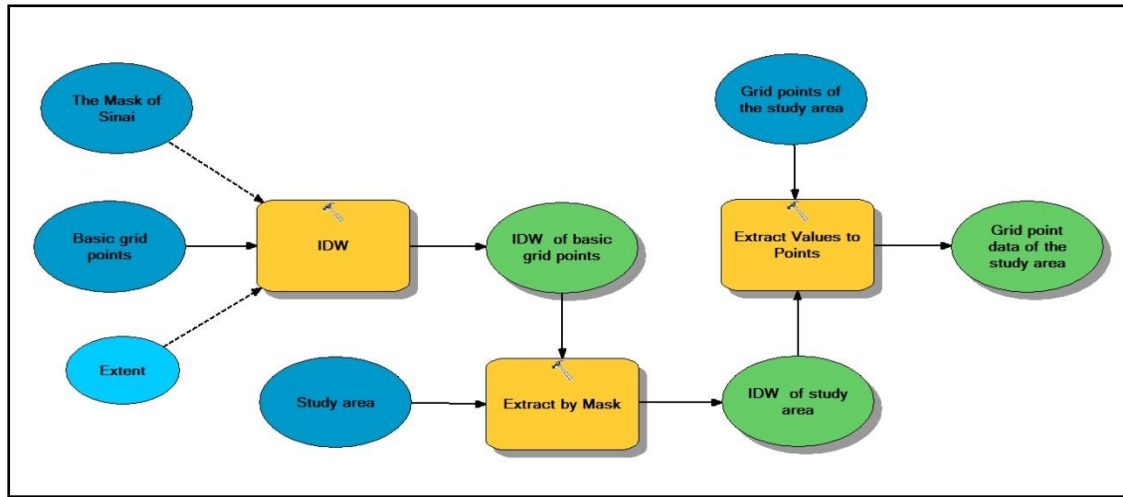 The Mask of
Sinai
Basic grid
points
Extent
IDW
IDW of basic
grid points
Study area
Extract by Mask
IDW of study
area
Grid points of
the study area
Extract Values to
Points
Grid point
data of the
study area